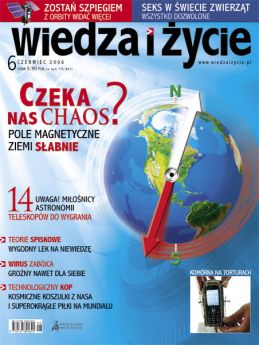 ZOSTAŃ SZPIEGIEM
Z ORBITY WIDAĆ WIĘCEJ
SEKS W ŚWIECIE ZWIERZĄT
WSZYSTKO DOZWOLONE
wiedza i życie
6
CZERWIEC 2006
www.wiedzaizycie.pl
CZEKA
NAS CHAOS?
POLE MAGNETYCZNE
ZIEMI SŁABNIE
N
14
UWAGA! MIŁOŚNICY
ASTRONOMII
TELESKOPÓW DO WYGRANIA
TEORIE SPISKOWE
WYGODNY LEK NA NIEWIEDZĘ
S
WIRUS ZABÓJCA
GROŹNY NAWET DLA SIEBIE
KOMÓRKA NA TORTURACH
TECHNOLOGICZNY KOP
KOSMICZNE KOSZULKI Z NASA
I SUPEROKRĄGŁE PIŁKI NA MUNDIALU